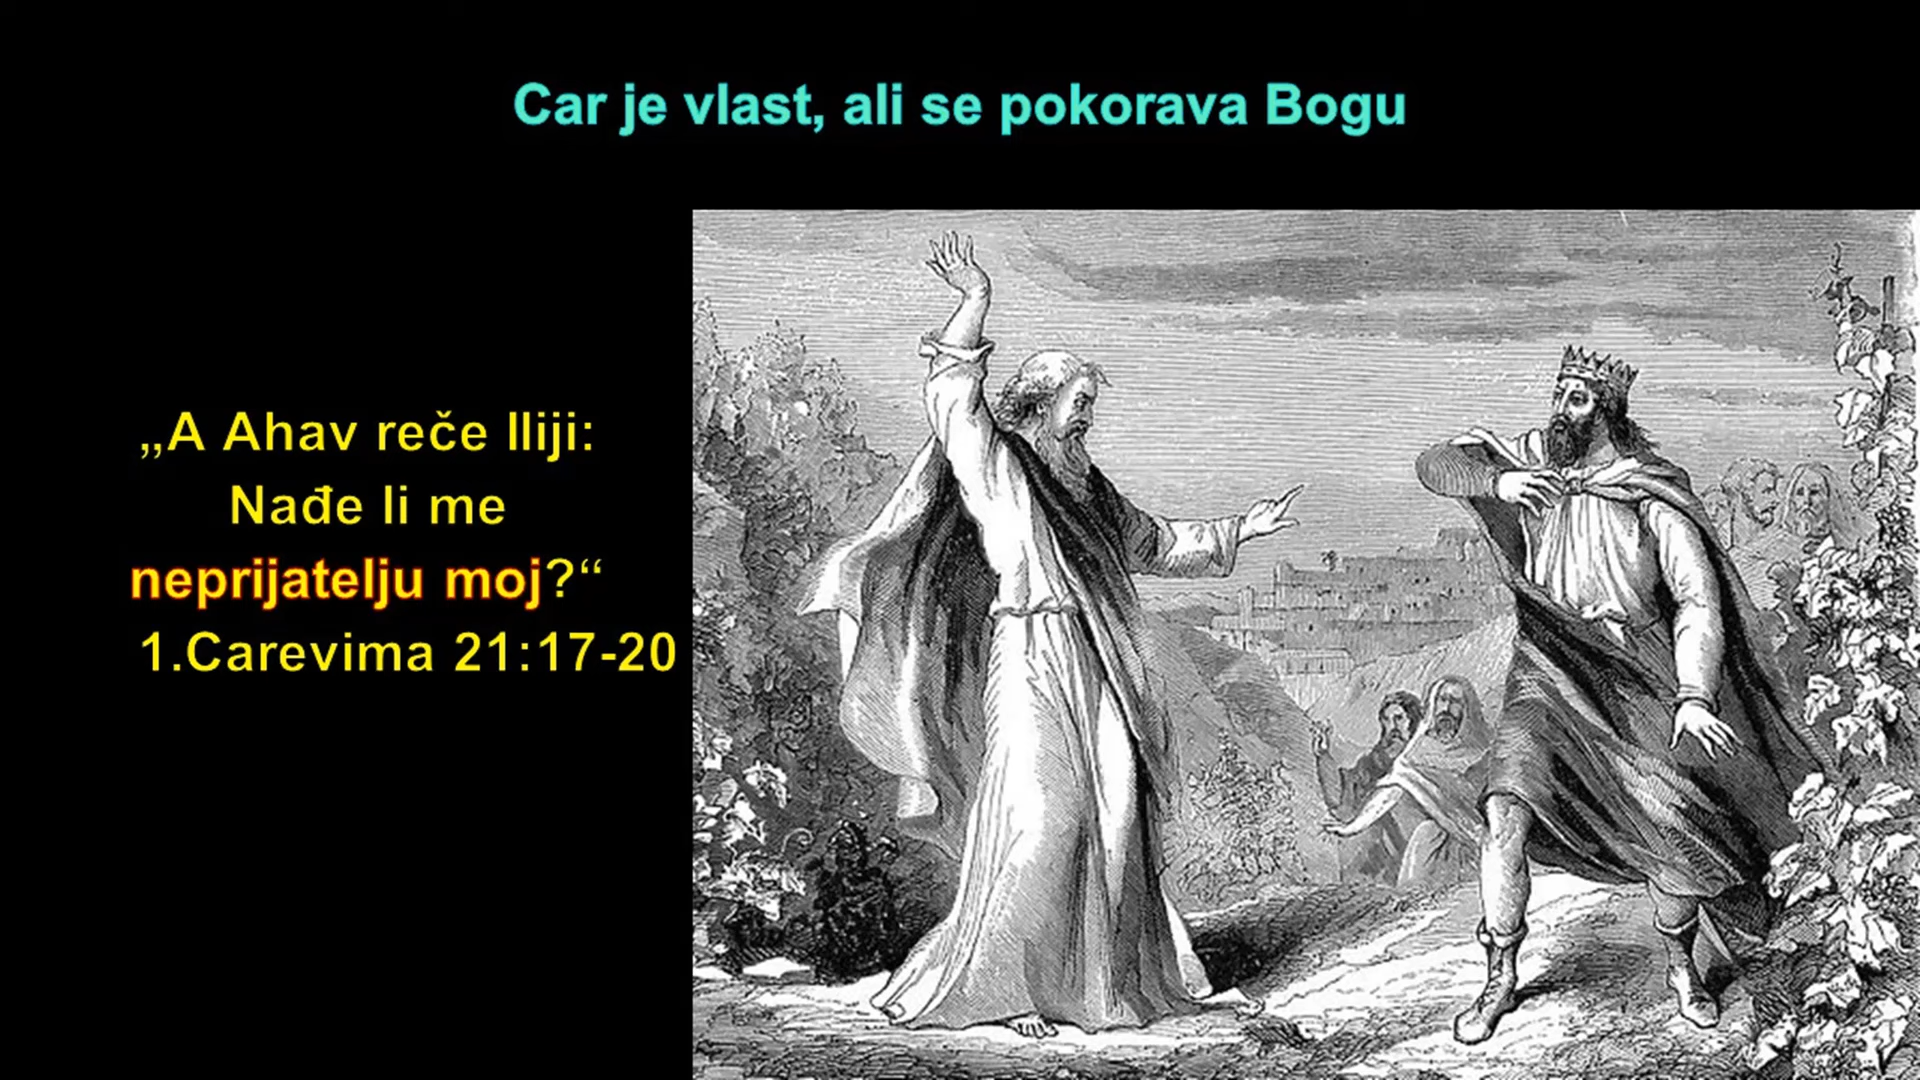 Car je vlast, ali se pokorava Bogu
„A Ahav reče Iliji:
Nađe li me
neprijatelju moj?“
1.Carevima 21:17-20